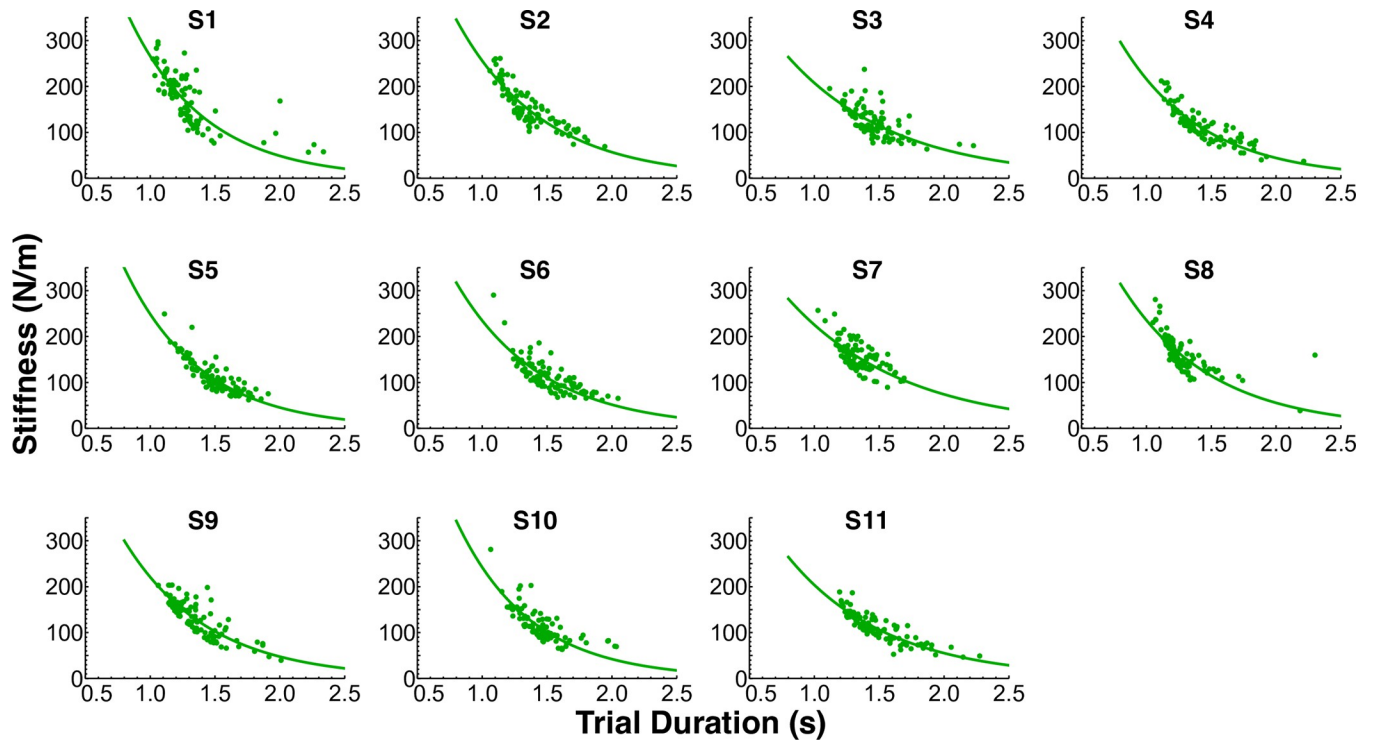 S1 S2 S3 S4
300 300 300 300
200 200 200 200
100 100 100 100
0 0 0 0
0.5 1.0 1.5 2.0 2.5 0.5 1.0 1.5 2.0 2.5 0.5 1.0 1.5 2.0 2.5 0.5 1.0 1.5 2.0 2.5
Stiffness (N/m)
S5 S6 S7 S8
300 300 300 300
200 200 200 200
100 100 100 100
0 0 0 0
0.5 1.0 1.5 2.0 2.5 0.5 1.0 1.5 2.0 2.5 0.5 1.0 1.5 2.0 2.5 0.5 1.0 1.5 2.0 2.5
S9 S10 S11
300 300 300
200 200 200
100 100 100
0 0 0
0.5 1.0 1.5 2.0 2.5 0.5 1.0 1.5 2.0 2.5 0.5 1.0 1.5 2.0 2.5
Trial Duration (s)